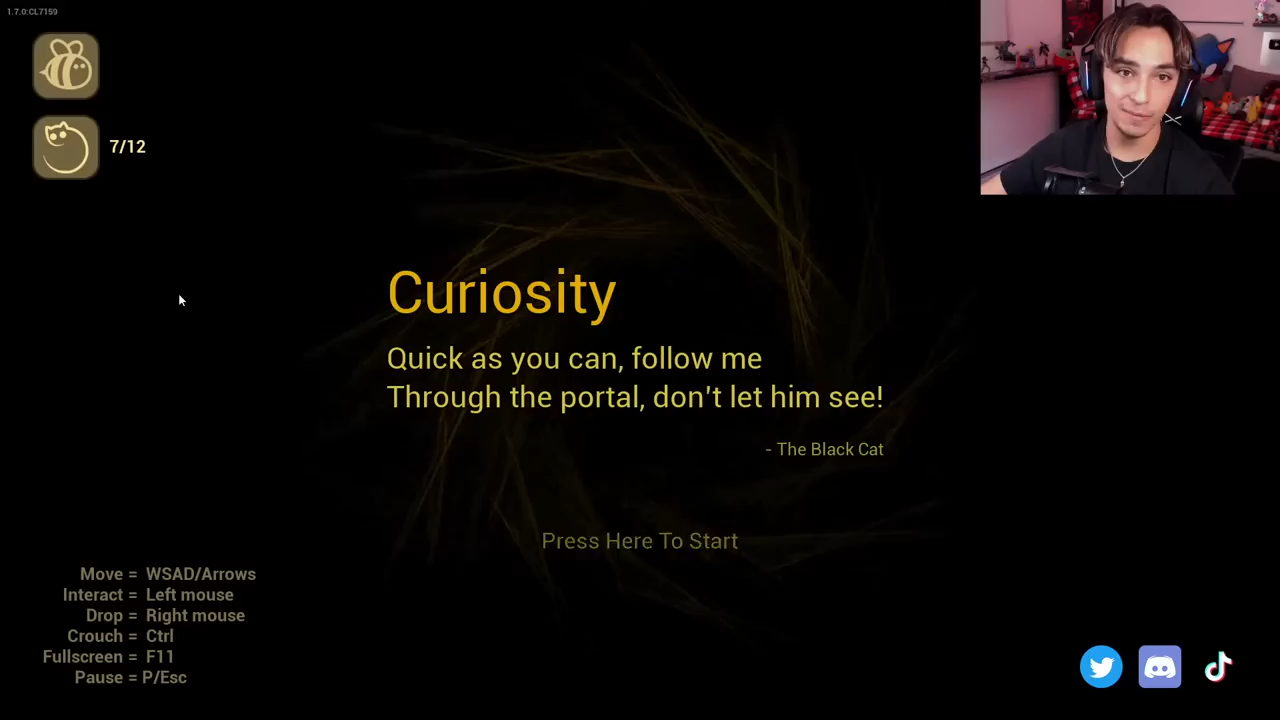 1.7.0:CL7159
7/12
Curiosity
Quick as you can, follow me
Through the portal, don't let him see!
- The Black Cat
Press Here To Start
Move = WSAD/Arrows
Interact = Left mouse
Drop = Right mouse
Crouch = Ctrl
Fullscreen = F11
Pause = P/Esc